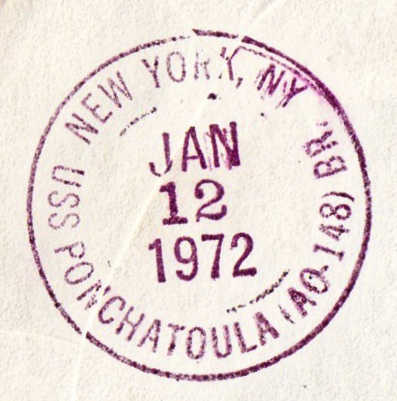 NEW YORK, NY BR.
JAN
12
1972
USS PONCHATOULA (AO-148)